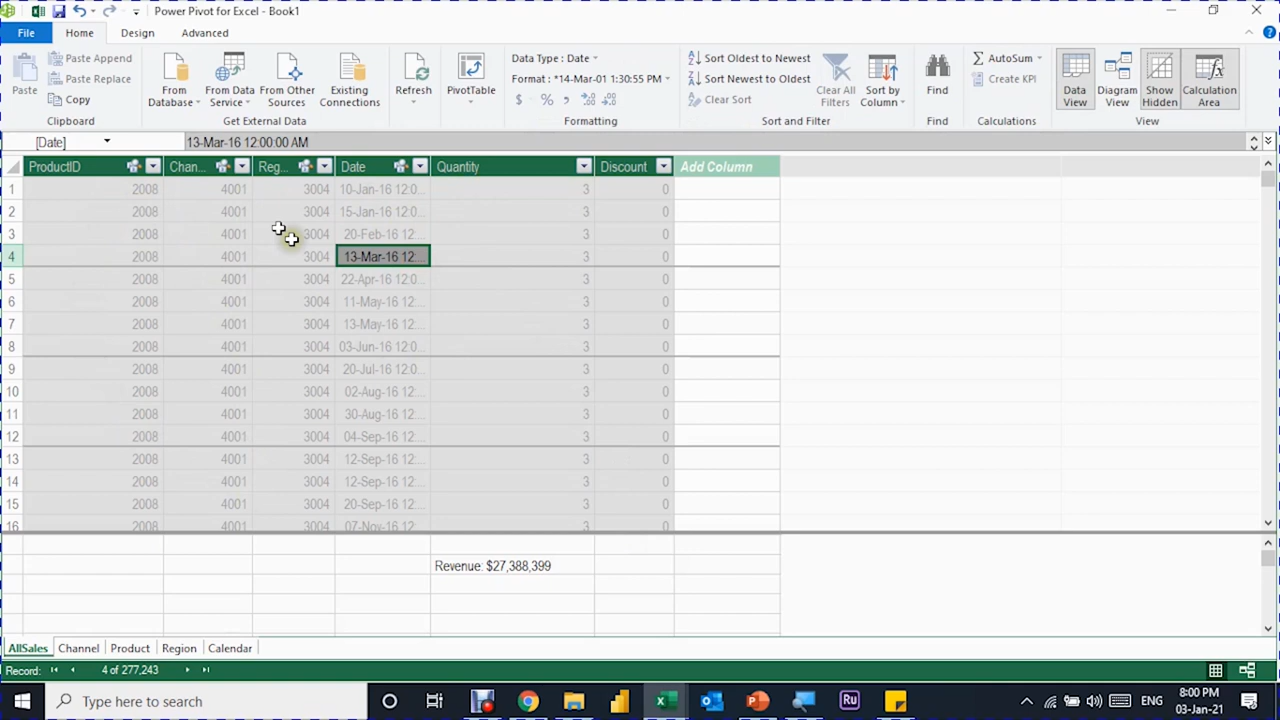 Power Pivot for Excel - Book1
File Home Design Advanced
Paste
Paste Append
Paste Replace
Copy
Clipboard
From Database
From Data Service
From Other Sources
Existing Connections
Get External Data
Refresh
PivotTable
Data Type : Date
Format : *14-Mar-01 1:30:55 PM
$ % ,
Formatting
Sort Oldest to Newest
Sort Newest to Oldest
Clear Sort
Clear All Filters
Sort by Column
Sort and Filter
Find
Find
AutoSum
Create KPI
Calculations
Data View
Diagram View
Show Hidden
Calculation Area
View
[Date] 13-Mar-16 12:00:00 AM
ProductID Chan... Reg... Date Quantity Discount Add Column
1 2008 4001 3004 10-Jan-16 12:0... 3 0
2 2008 4001 3004 15-Jan-16 12:0... 3 0
3 2008 4001 3004 20-Feb-16 12:... 3 0
4 2008 4001 3004 13-Mar-16 12:... 3 0
5 2008 4001 3004 22-Apr-16 12:0... 3 0
6 2008 4001 3004 11-May-16 12:... 3 0
7 2008 4001 3004 13-May-16 12:... 3 0
8 2008 4001 3004 03-Jun-16 12:0... 3 0
9 2008 4001 3004 20-Jul-16 12:0... 3 0
10 2008 4001 3004 02-Aug-16 12:... 3 0
11 2008 4001 3004 30-Aug-16 12:... 3 0
12 2008 4001 3004 04-Sep-16 12:... 3 0
13 2008 4001 3004 12-Sep-16 12:... 3 0
14 2008 4001 3004 12-Sep-16 12:... 3 0
15 2008 4001 3004 20-Sep-16 12:... 3 0
16 2008 4001 3004 07-Nov-16 12:... 3 0
Revenue: $27,388,399
AllSales Channel Product Region Calendar
Record: 4 of 277,243
Type here to search
Ru
ENG
8:00 PM
03-Jan-21